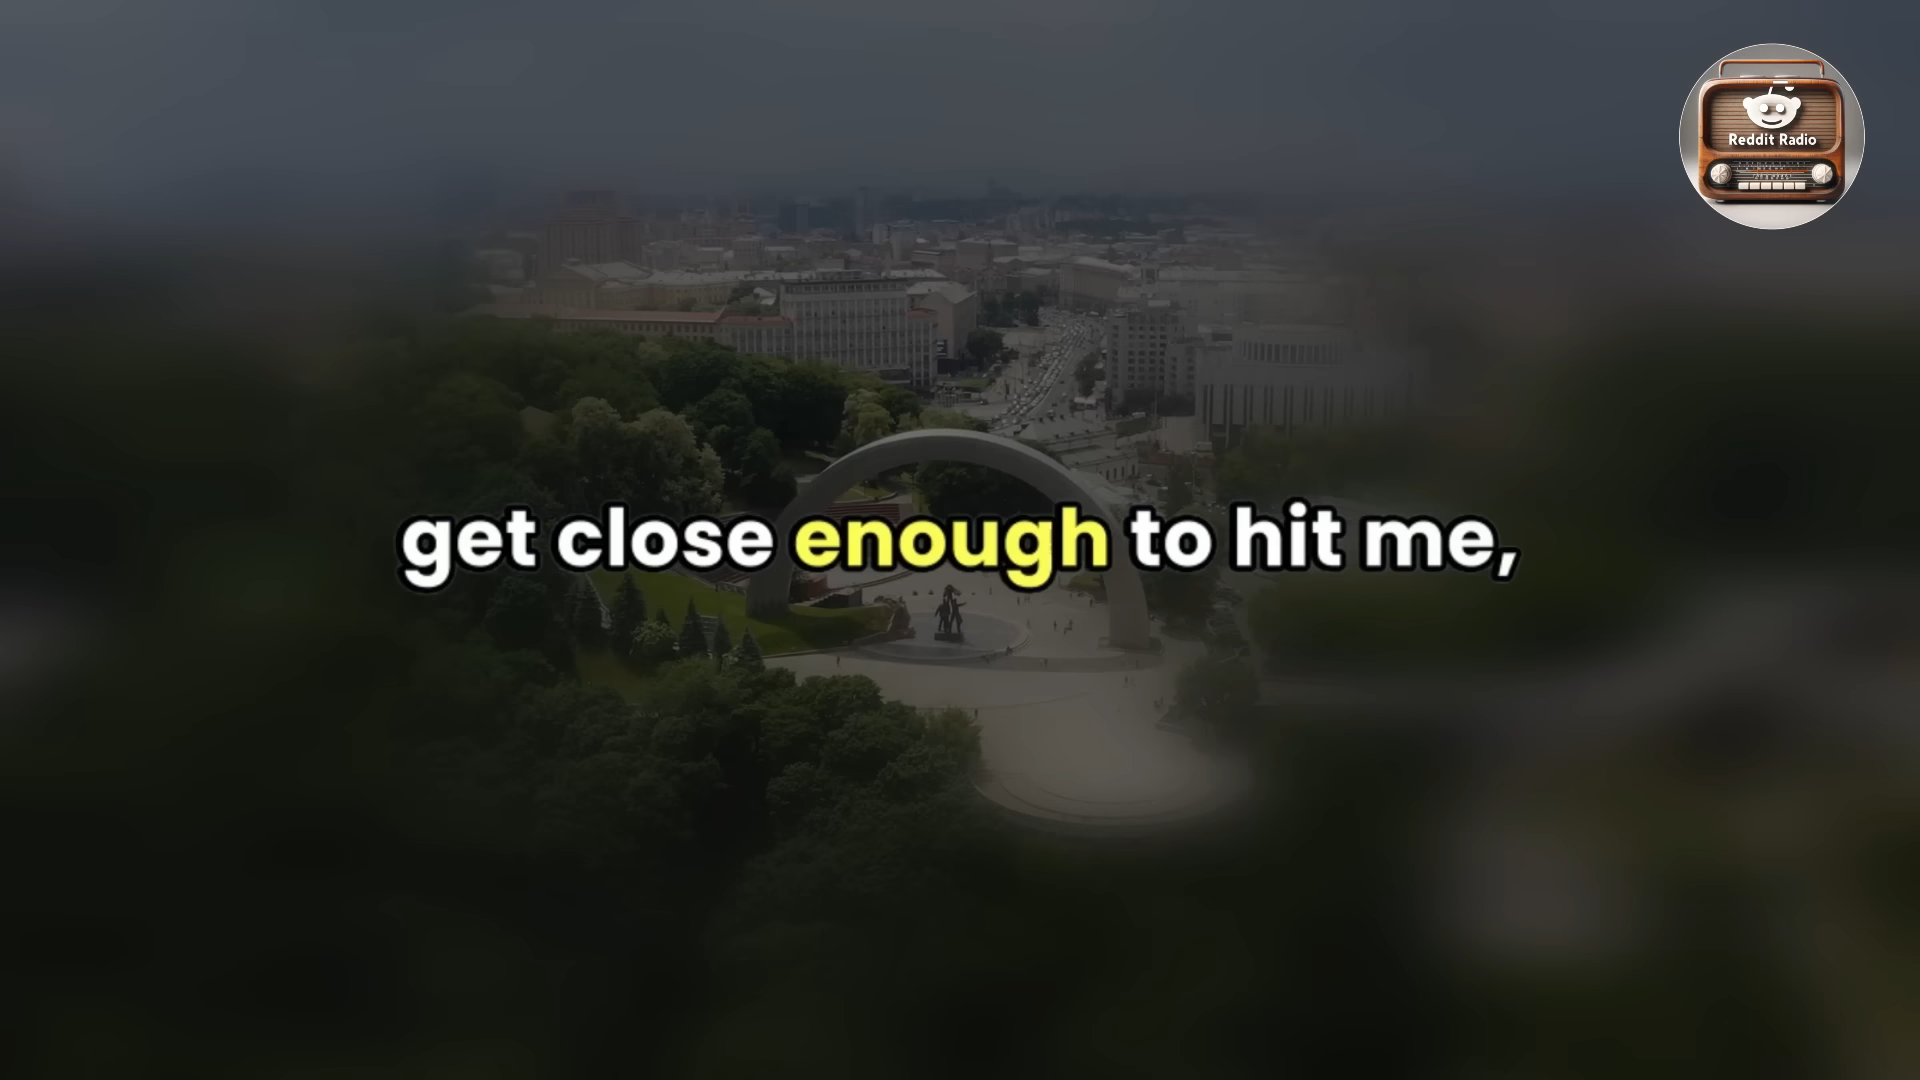 Reddit Radio
get close enough to hit me,